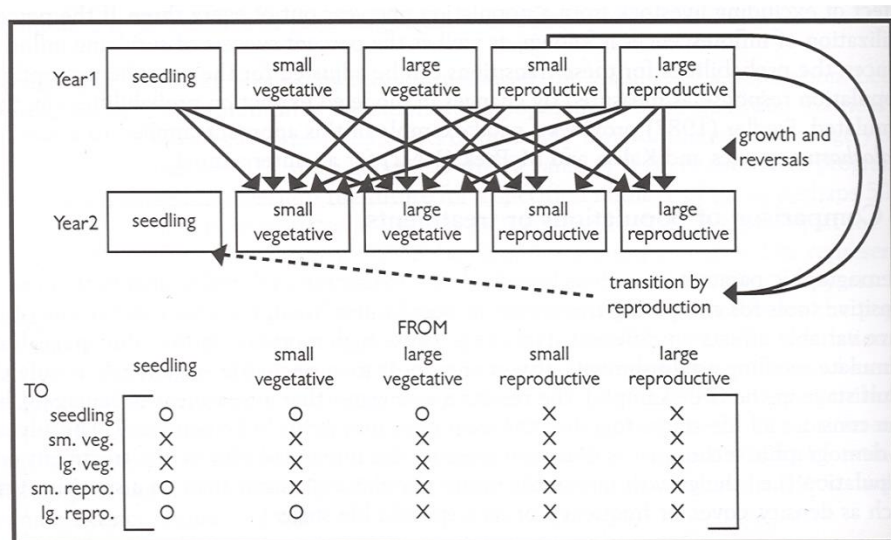 Year1 seedling small vegetative large vegetative small reproductive large reproductive
growth and
reversals
Year2 seedling small vegetative large vegetative small reproductive large reproductive
transition by
reproduction
FROM
seedling small vegetative large vegetative small reproductive large reproductive
TO
seedling O O O X X
sm. veg. X X X X X
lg. veg. X X X X X
sm. repro. O X X X X
lg. repro. O O X X X